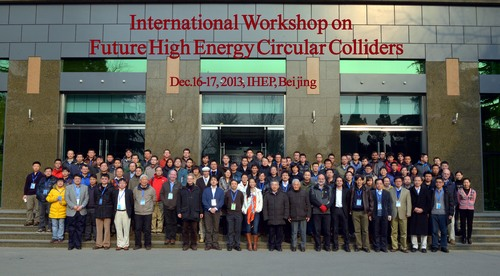 International Workshop on
Future High Energy Circular Colliders
Dec.16-17, 2013, IHEP, Beijing